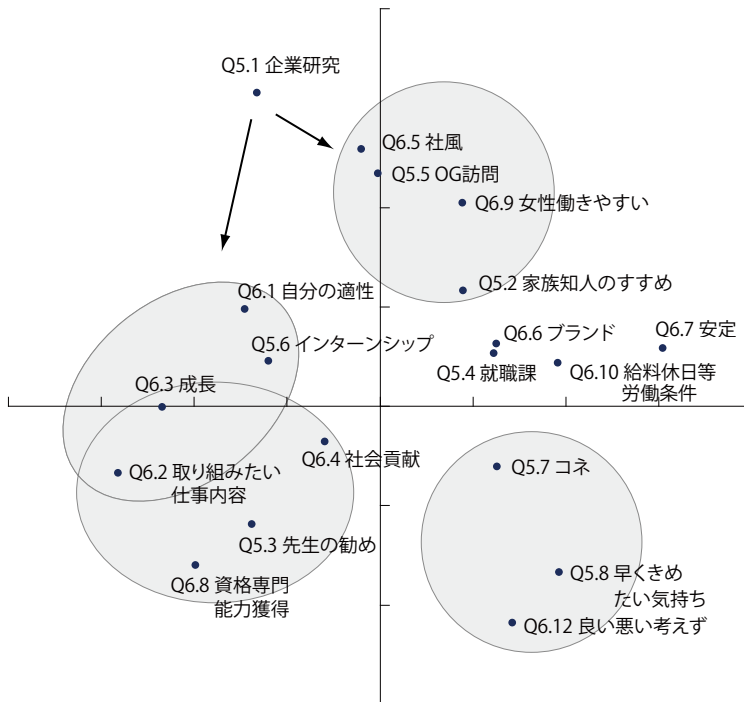 Q5.1 企業研究
Q6.5 社風
Q5.5 OG訪問
Q6.9 女性働きやすい
Q5.2 家族知人のすすめ
Q6.1 自分の適性
Q5.6 インターンシップ
Q6.6 ブランド
Q6.7 安定
Q5.4 就職課
Q6.10 給料休日等
労働条件
Q6.3 成長
Q6.4 社会貢献
Q6.2 取り組みたい
仕事内容
Q5.7 コネ
Q5.3 先生の勧め
Q6.8 資格専門
能力獲得
Q5.8 早くきめ
たい気持ち
Q6.12 良い悪い考えず